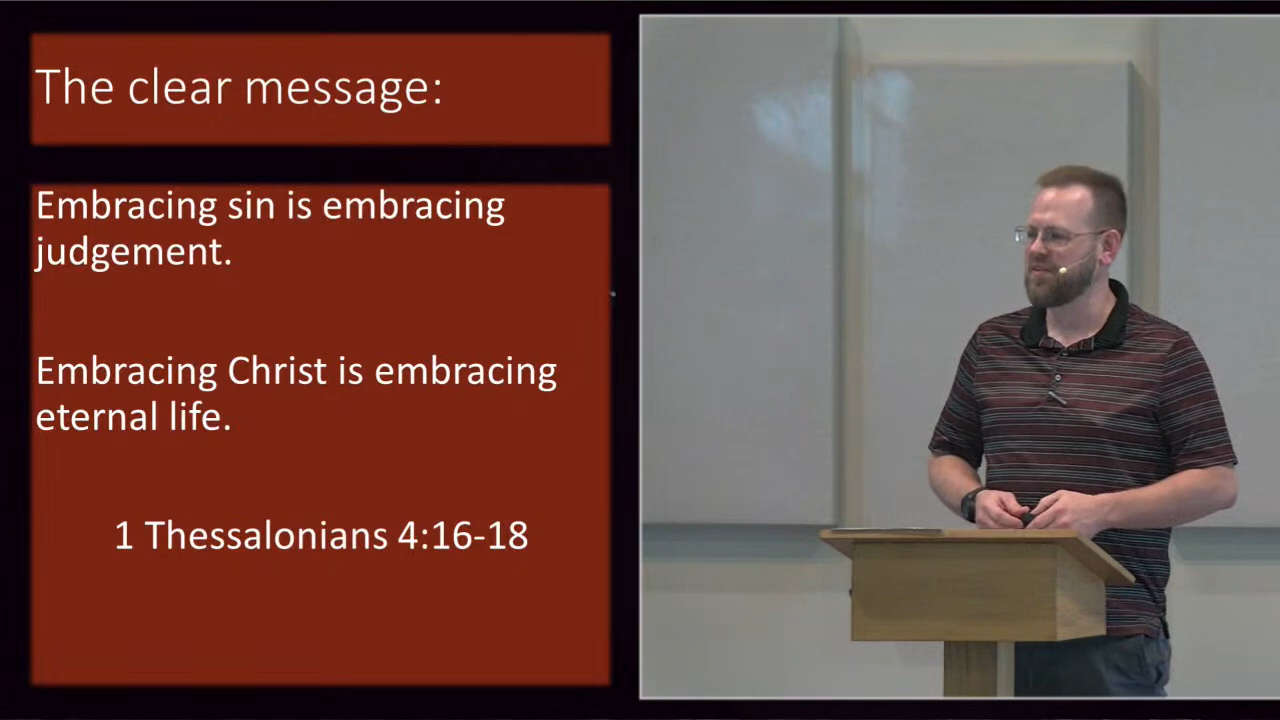 The clear message:
Embracing sin is embracing
judgement.
Embracing Christ is embracing
eternal life.
1 Thessalonians 4:16-18